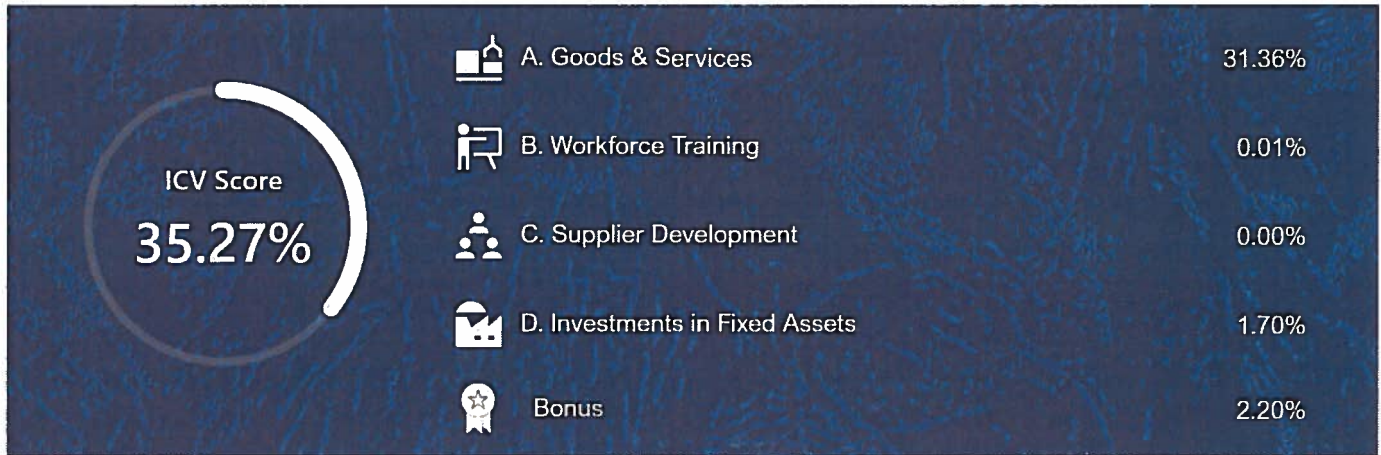 ICV Score
35.27%
A. Goods & Services 31.36%
B. Workforce Training 0.01%
C. Supplier Development 0.00%
D. Investments in Fixed Assets 1.70%
Bonus 2.20%